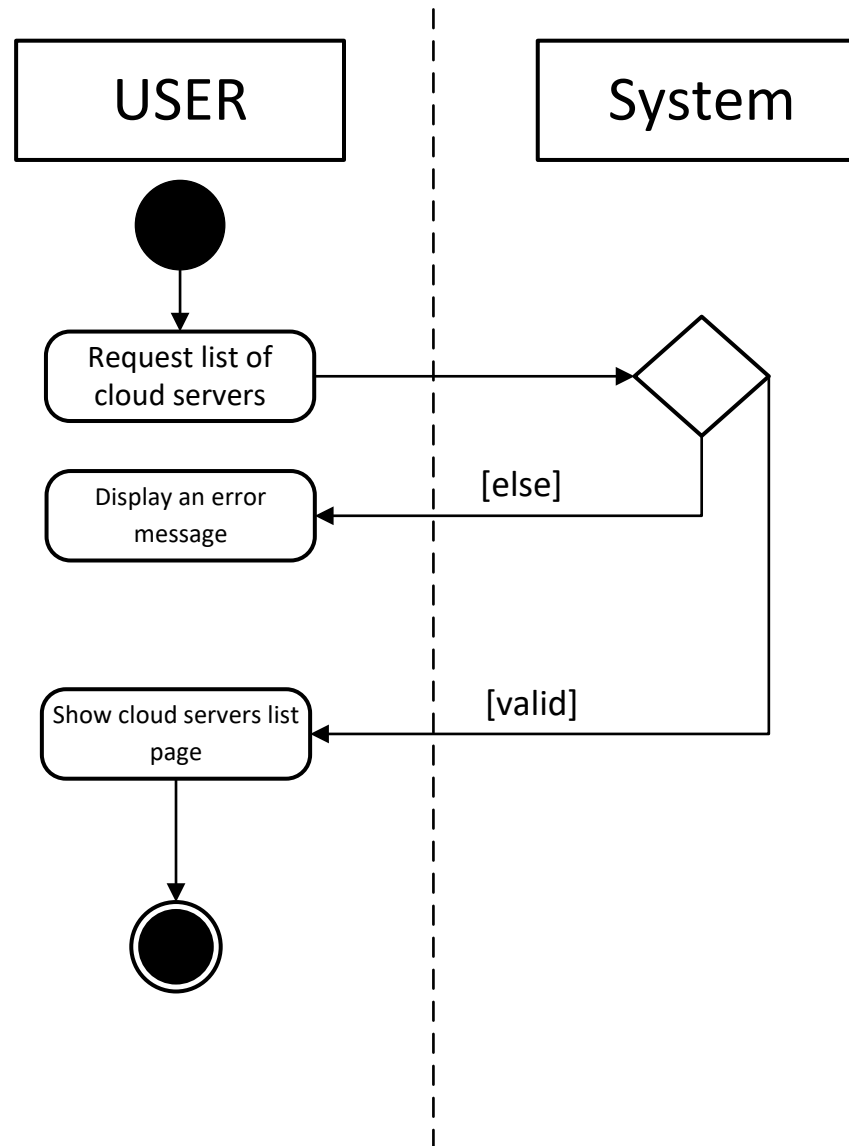 USER
System
Request list of
cloud servers
[else]
Display an error
message
[valid]
Show cloud servers list
page